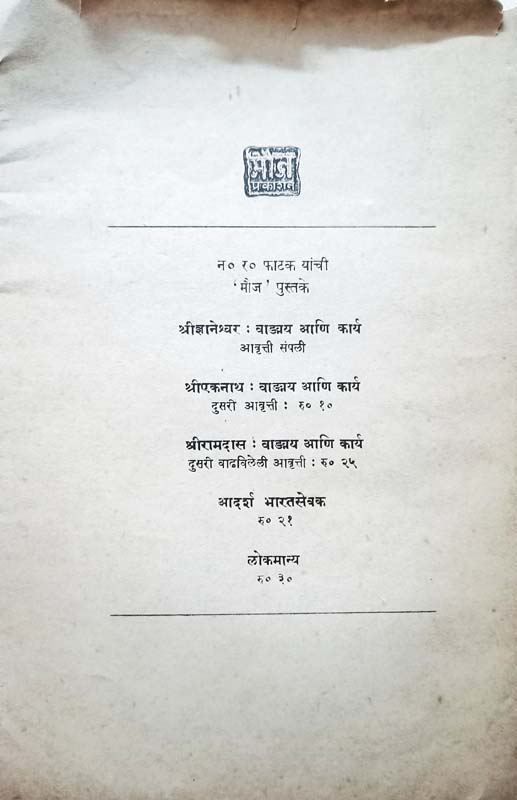 मौज
प्रकाशन
न० र० फाटक यांची
'मौज' पुस्तके
श्रीज्ञानेश्वर : वाङ्मय आणि कार्य
आवृत्ती संपली
श्रीएकनाथ : वाङ्मय आणि कार्य
दुसरी आवृत्ती : रु० १०
श्रीरामदास : वाङ्मय आणि कार्य
दुसरी वाढविलेली आवृत्ती : रु० २५
आदर्श भारतसेवक
रु० २१
लोकमान्य
रु० ३०